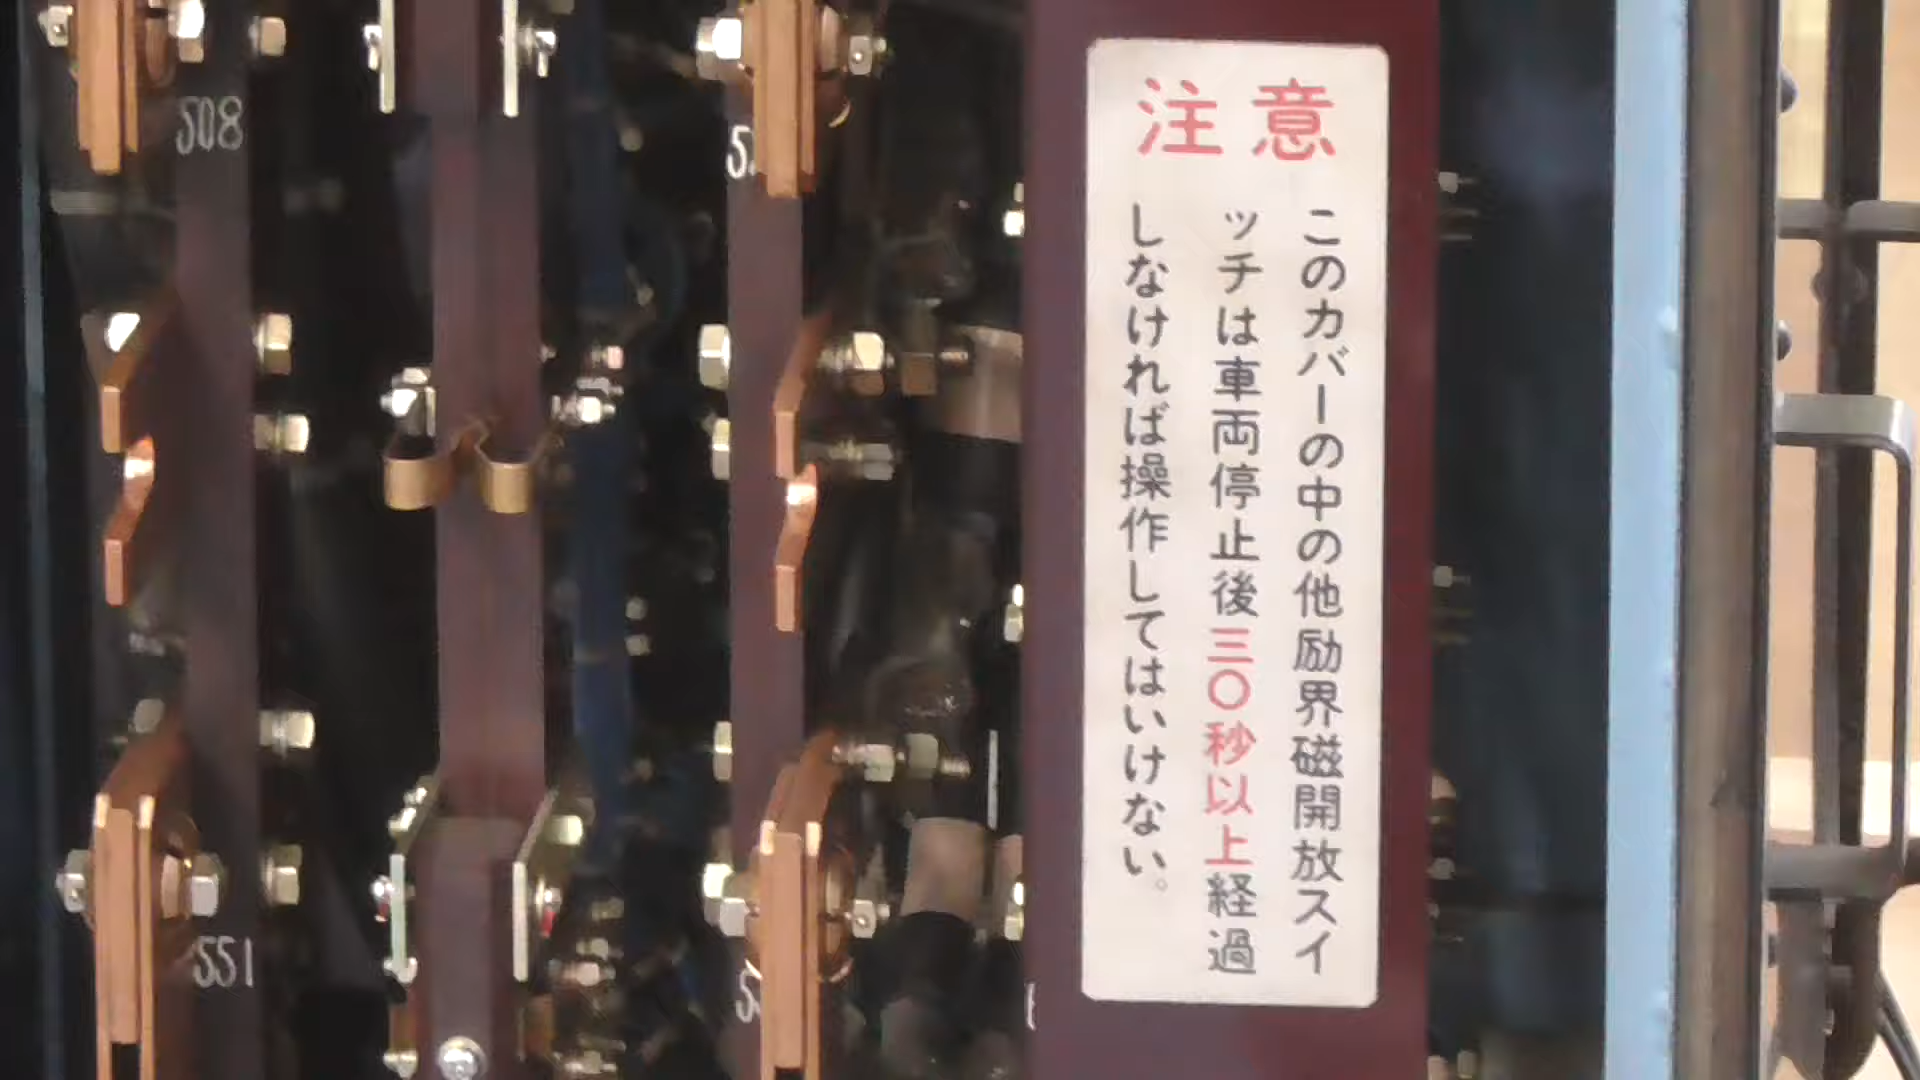 注意
このカバーの中の他励界磁開放スイ
ッチは車両停止後三〇秒以上経過
しなければ操作してはいけない。
508
551